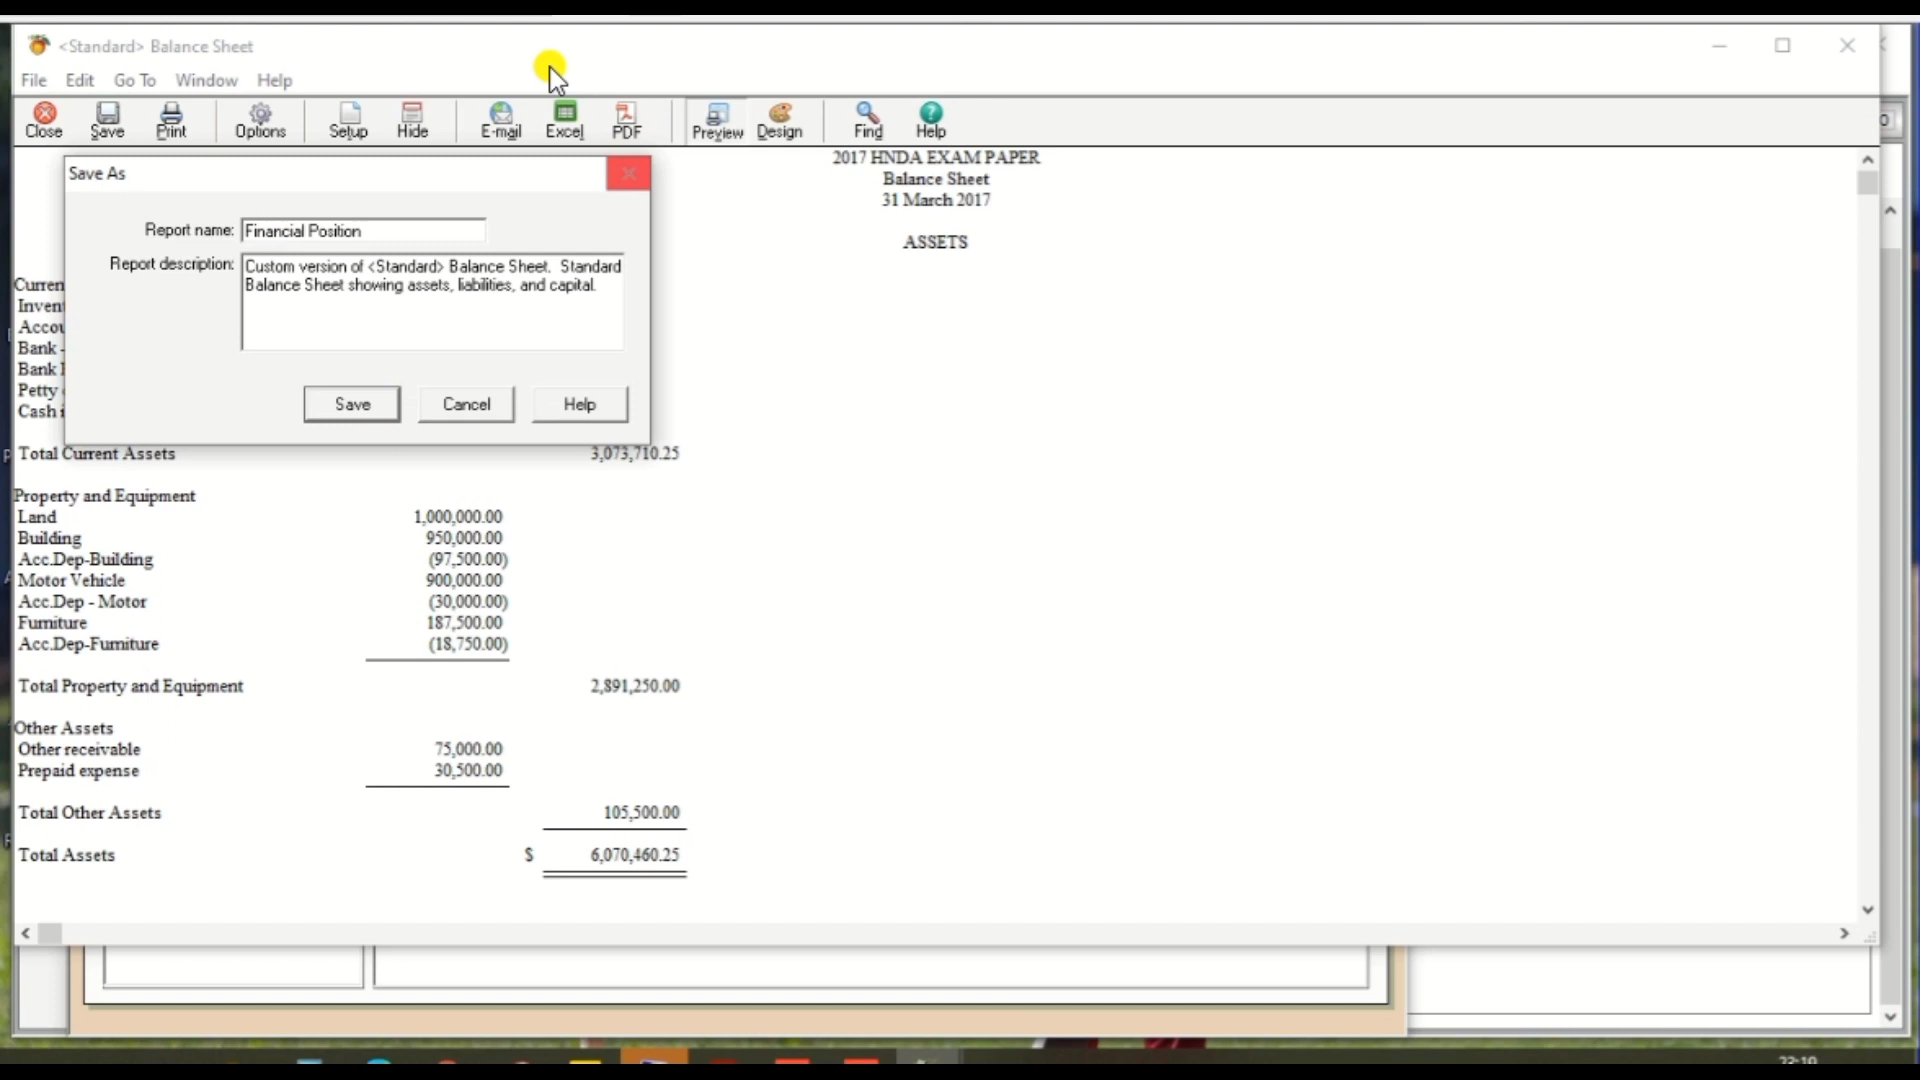 <Standard> Balance Sheet
File Edit Go To Window Help
Close Save Print Options Setup Hide E-mail Excel PDF Preview Design Find Help
2017 HNDA EXAM PAPER
Balance Sheet
31 March 2017
ASSETS
Save As
Report name: Financial Position
Report description: Custom version of <Standard> Balance Sheet. Standard
Balance Sheet showing assets, liabilities, and capital.
Save Cancel Help
Curren
Invent
Accou
Bank -
Bank
Petty
Cash i
Total Current Assets 3,073,710.25
Property and Equipment
Land 1,000,000.00
Building 950,000.00
Acc.Dep-Building (97,500.00)
Motor Vehicle 900,000.00
Acc.Dep - Motor (30,000.00)
Furniture 187,500.00
Acc.Dep-Furniture (18,750.00)
Total Property and Equipment 2,891,250.00
Other Assets
Other receivable 75,000.00
Prepaid expense 30,500.00
Total Other Assets 105,500.00
Total Assets $ 6,070,460.25